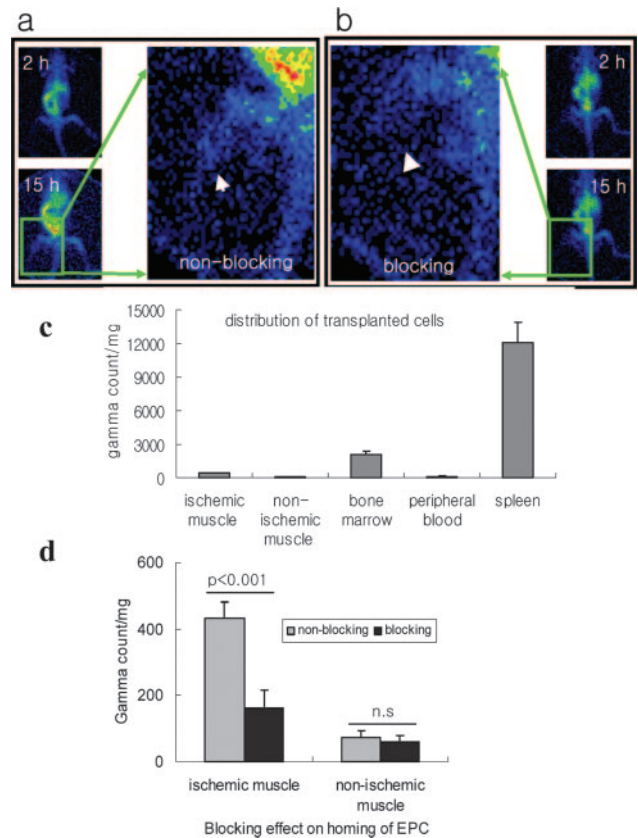 a
2 h
15 h
non-blocking
b
2 h
15 h
blocking
c
distribution of transplanted cells
gamma count/mg
15000
12000
9000
6000
3000
0
ischemic
muscle
non-
ischemic
muscle
bone
marrow
peripheral
blood
spleen
d
Gamma count/mg
600
400
200
0
p<0.001
non-blocking
blocking
n.s
ischemic muscle
non-ischemic
muscle
Blocking effect on homing of EPC